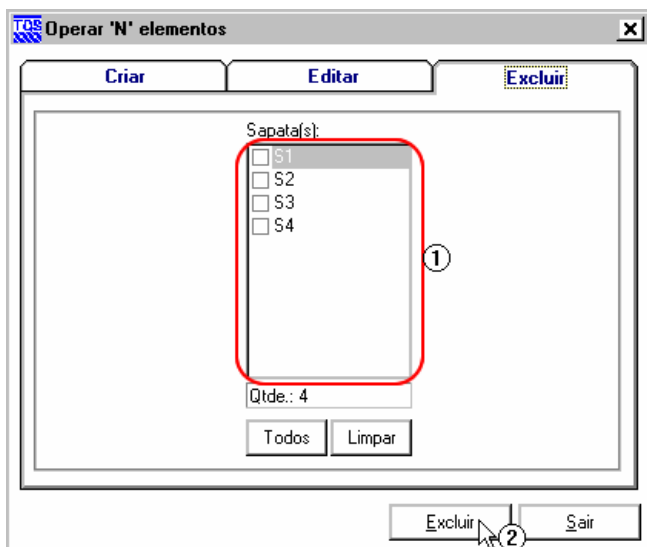 TQS Operar 'N' elementos
Criar Editar Excluir
Sapata(s):
S1
S2
S3
S4
1
Qtde.: 4
Todos Limpar
Excluir Sair
2